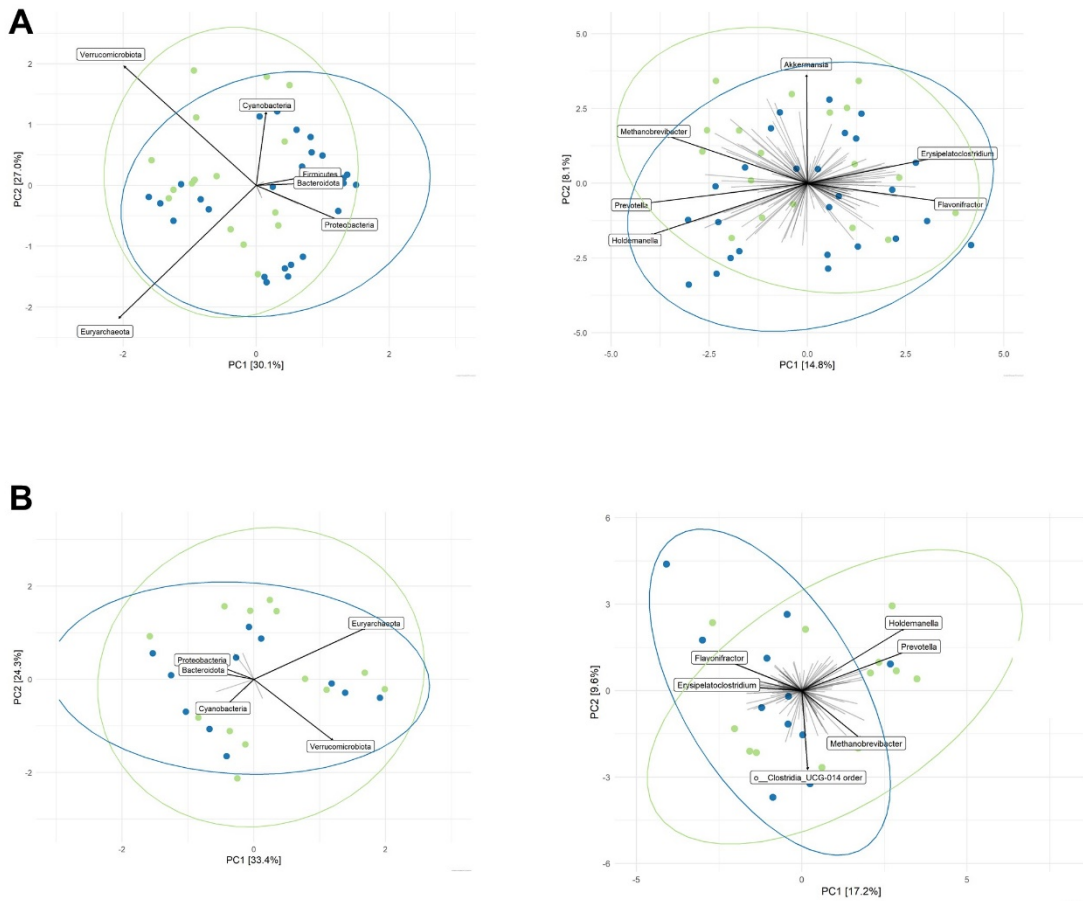 A
Verrucomicrobiota
Cyanobacteria
Firmicutes
Bacteroidota
Proteobacteria
Euryarchaeota
2
1
0
-1
-2
PC2 [27.0%]
-2
0
2
PC1 [30.1%]
Akkermansia
Methanobrevibacter
Erysipelatoclostridium
Prevotella
Flavonifractor
Holdemanella
5.0
2.5
0.0
-2.5
-5.0
PC2 [8.1%]
-5.0
-2.5
0.0
2.5
5.0
PC1 [14.8%]
B
Euryarchaeota
Proteobacteria
Bacteroidota
Cyanobacteria
Verrucomicrobiota
2
0
-2
PC2 [24.3%]
-2
0
2
PC1 [33.4%]
Holdemanella
Prevotella
Flavonifractor
Erysipelatoclostridium
Methanobrevibacter
o__Clostridia_UCG-014 order
6
3
0
-3
-6
PC2 [9.6%]
-5
0
5
PC1 [17.2%]